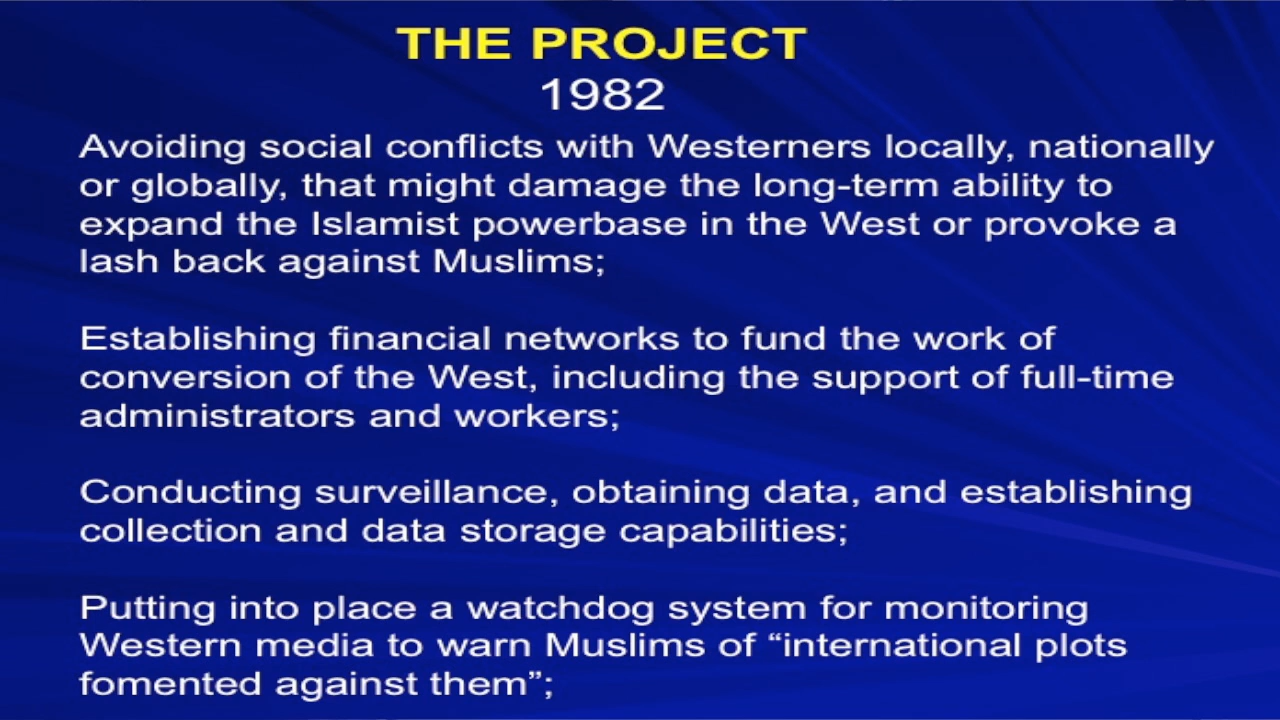 THE PROJECT
1982
Avoiding social conflicts with Westerners locally, nationally
or globally, that might damage the long-term ability to
expand the Islamist powerbase in the West or provoke a
lash back against Muslims;
Establishing financial networks to fund the work of
conversion of the West, including the support of full-time
administrators and workers;
Conducting surveillance, obtaining data, and establishing
collection and data storage capabilities;
Putting into place a watchdog system for monitoring
Western media to warn Muslims of “international plots
fomented against them”;